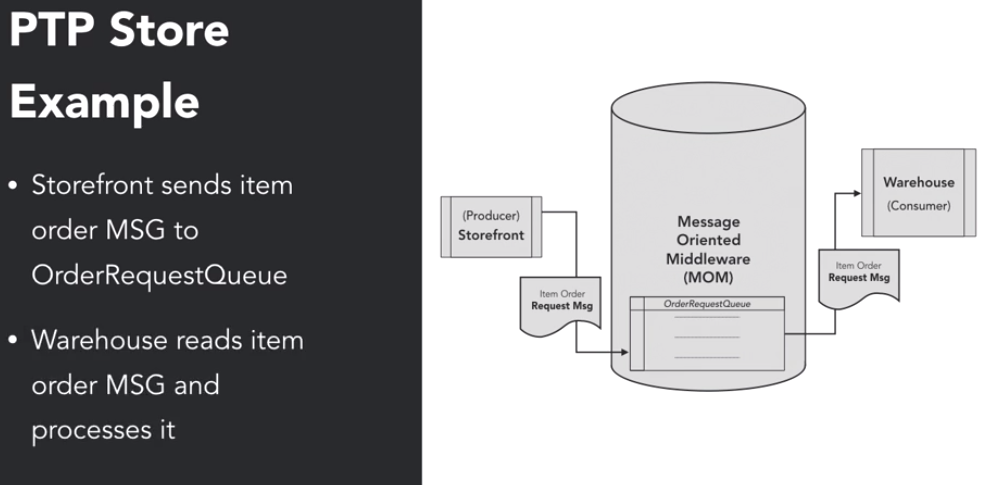 PTP Store
Example
• Storefront sends item
order MSG to
OrderRequestQueue
• Warehouse reads item
order MSG and
processes it
(Producer)
Storefront
Item Order
Request Msg
Message
Oriented
Middleware
(MOM)
OrderRequestQueue
Item Order
Request Msg
Warehouse
(Consumer)